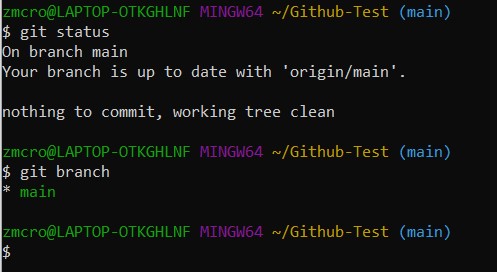 zmcro@LAPTOP-OTKGHLNF MINGW64 ~/Github-Test (main)
$ git status
On branch main
Your branch is up to date with 'origin/main'.
nothing to commit, working tree clean
zmcro@LAPTOP-OTKGHLNF MINGW64 ~/Github-Test (main)
$ git branch
* main
zmcro@LAPTOP-OTKGHLNF MINGW64 ~/Github-Test (main)
$